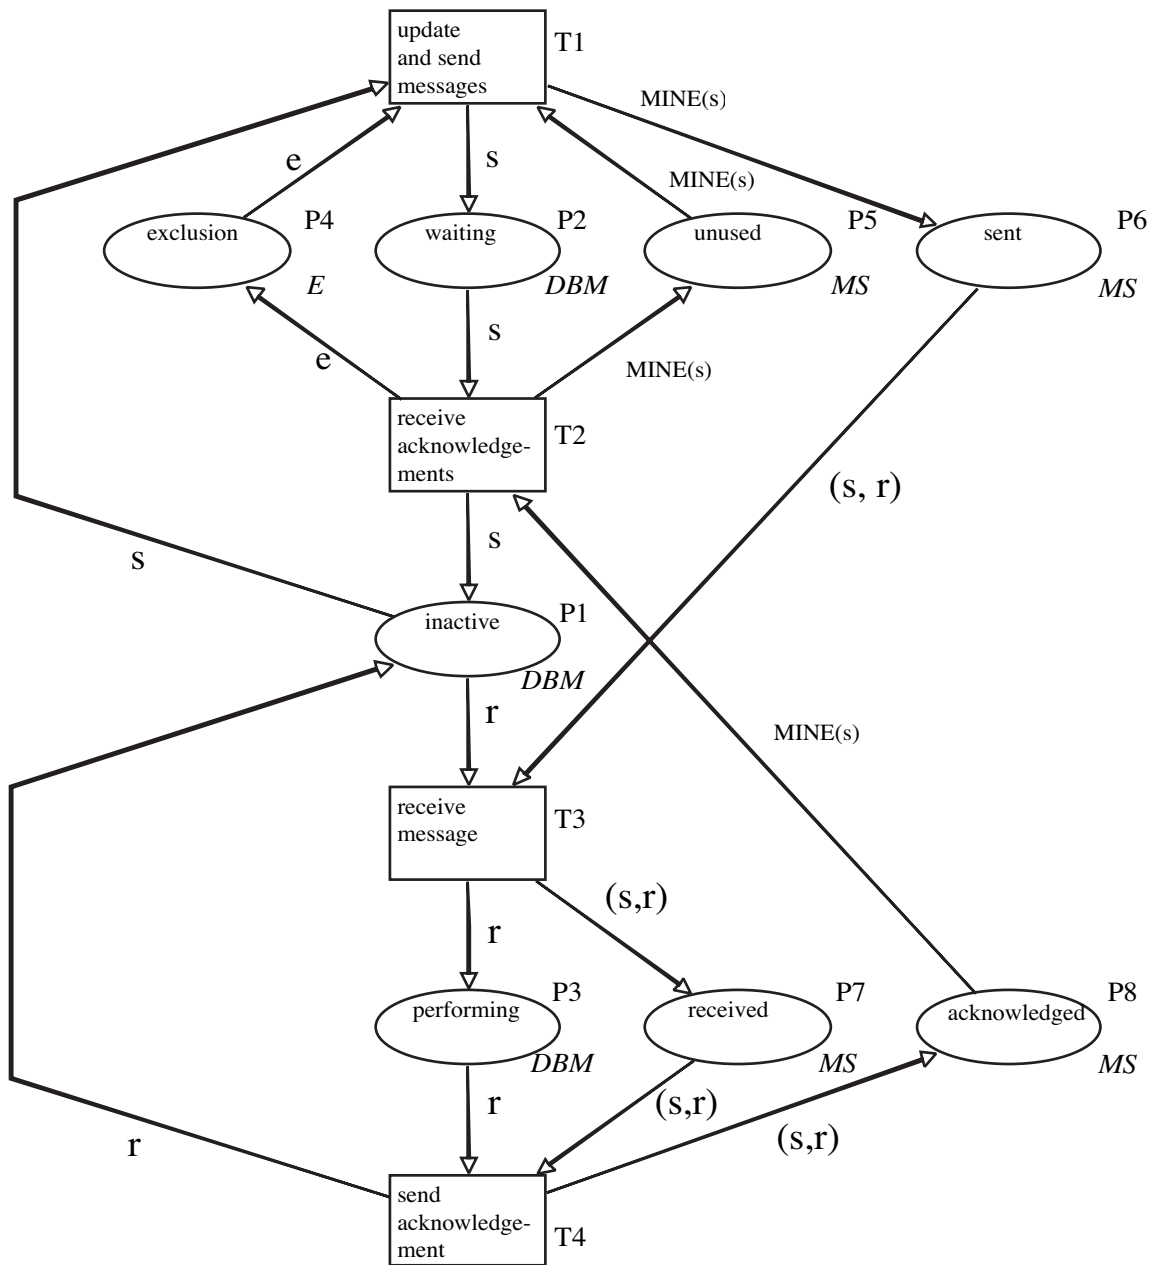 update
and send
messages
T1
MINE(s)
e
s
MINE(s)
exclusion
P4
waiting
P2
unused
P5
sent
P6
E
DBM
MS
MS
s
e
MINE(s)
receive
acknowledge-
ments
T2
(s, r)
s
s
inactive
P1
DBM
r
MINE(s)
receive
message
T3
(s,r)
r
performing
P3
received
P7
acknowledged
P8
DBM
MS
MS
r
(s,r)
(s,r)
r
send
acknowledge-
ment
T4